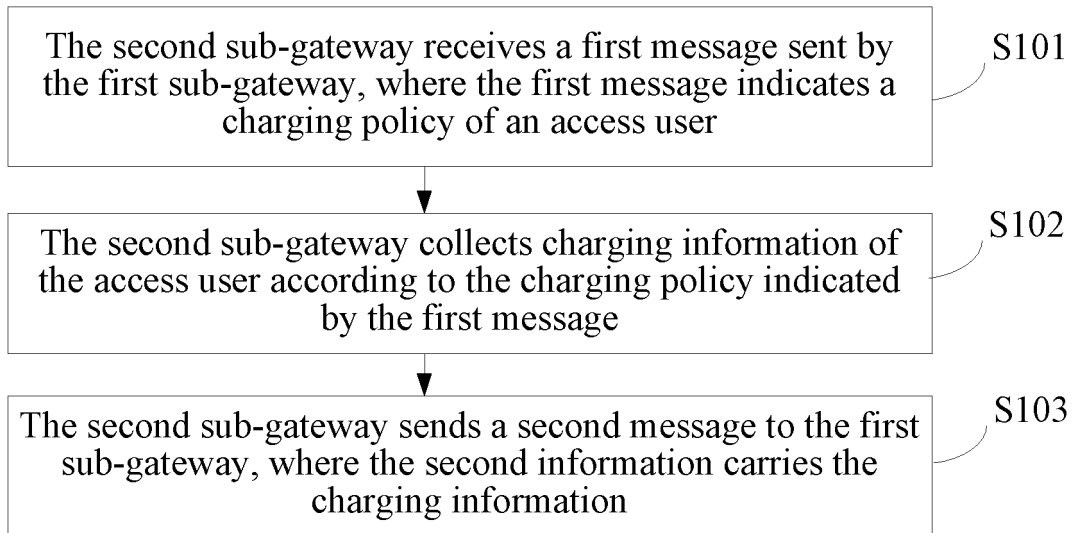 The second sub-gateway receives a first message sent by
the first sub-gateway, where the first message indicates a
charging policy of an access user
S101
The second sub-gateway collects charging information of
the access user according to the charging policy indicated
by the first message
S102
The second sub-gateway sends a second message to the first
sub-gateway, where the second information carries the
charging information
S103